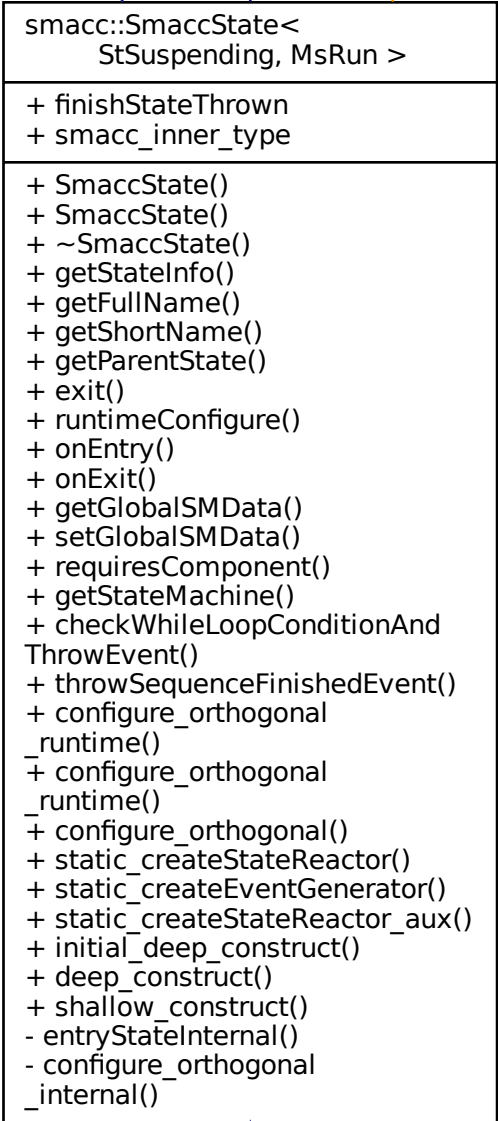 smacc::SmaccState<
StSuspending, MsRun >
+ finishStateThrown
+ smacc_inner_type
+ SmaccState()
+ SmaccState()
+ ~SmaccState()
+ getStateInfo()
+ getFullName()
+ getShortName()
+ getParentState()
+ exit()
+ runtimeConfigure()
+ onEntry()
+ onExit()
+ getGlobalSMData()
+ setGlobalSMData()
+ requiresComponent()
+ getStateMachine()
+ checkWhileLoopConditionAnd
ThrowEvent()
+ throwSequenceFinishedEvent()
+ configure_orthogonal
_runtime()
+ configure_orthogonal
_runtime()
+ configure_orthogonal()
+ static_createStateReactor()
+ static_createEventGenerator()
+ static_createStateReactor_aux()
+ initial_deep_construct()
+ deep_construct()
+ shallow_construct()
- entryStateInternal()
- configure_orthogonal
_internal()